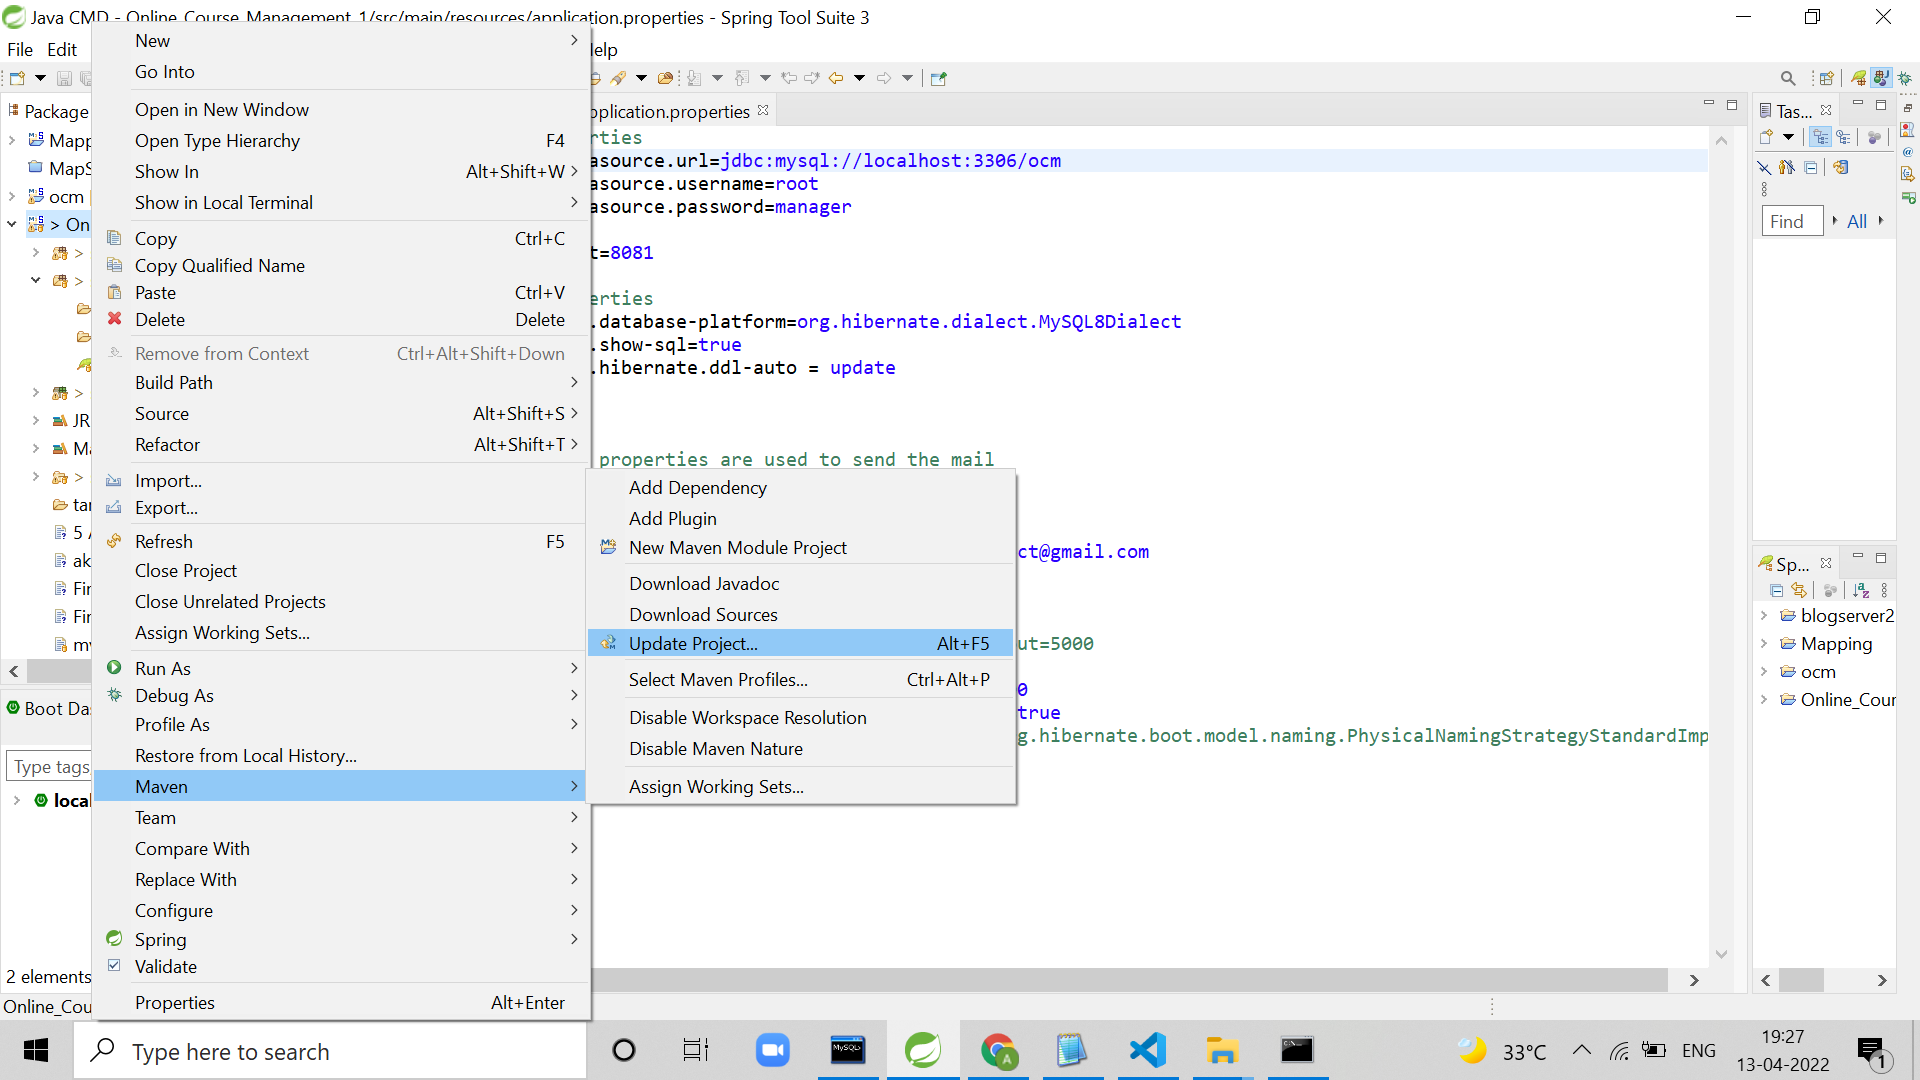 Java CMD - Online_Course_Management_1/src/main/resources/application.properties - Spring Tool Suite 3
File Edit
elp
Package
Mapp
MapS
ocm
> On
>
>
>
JR
Ma
>
tar
5 A
ak
Fir
Fir
my
Boot Da
Type tags
local
2 elements
Online_Cou
New
Go Into
Open in New Window
Open Type Hierarchy F4
Show In Alt+Shift+W
Show in Local Terminal
Copy Ctrl+C
Copy Qualified Name
Paste Ctrl+V
Delete Delete
Remove from Context Ctrl+Alt+Shift+Down
Build Path
Source Alt+Shift+S
Refactor Alt+Shift+T
Import...
Export...
Refresh F5
Close Project
Close Unrelated Projects
Assign Working Sets...
Run As
Debug As
Profile As
Restore from Local History...
Maven
Team
Compare With
Replace With
Configure
Spring
Validate
Properties Alt+Enter
Add Dependency
Add Plugin
New Maven Module Project
Download Javadoc
Download Sources
Update Project... Alt+F5
Select Maven Profiles... Ctrl+Alt+P
Disable Workspace Resolution
Disable Maven Nature
Assign Working Sets...
pplication.properties
rties
asource.url=jdbc:mysql://localhost:3306/ocm
asource.username=root
asource.password=manager
t=8081
erties
.database-platform=org.hibernate.dialect.MySQL8Dialect
.show-sql=true
.hibernate.ddl-auto = update
properties are used to send the mail
ct@gmail.com
ut=5000
0
true
g.hibernate.boot.model.naming.PhysicalNamingStrategyStandardImp
Tas...
Find All
Sp...
blogserver2
Mapping
ocm
Online_Cour
Type here to search
MySQL
A
33°C
ENG
19:27
13-04-2022
1